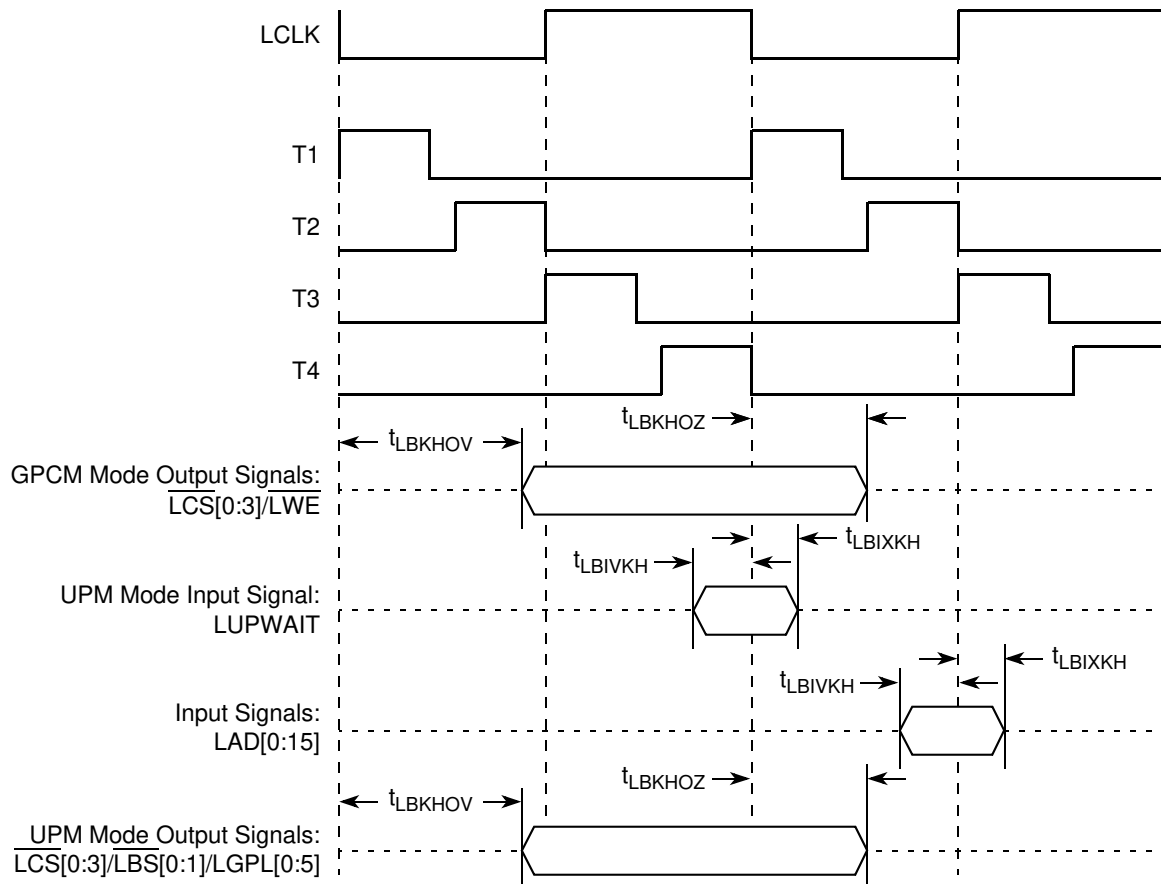 LCLK
T1
T2
T3
T4
tLBKHOZ
tLBKHOV
GPCM Mode Output Signals:
LCS[0:3]/LWE
tLBIXKH
tLBIVKH
UPM Mode Input Signal:
LUPWAIT
tLBIXKH
tLBIVKH
Input Signals:
LAD[0:15]
tLBKHOZ
tLBKHOV
UPM Mode Output Signals:
LCS[0:3]/LBS[0:1]/LGPL[0:5]